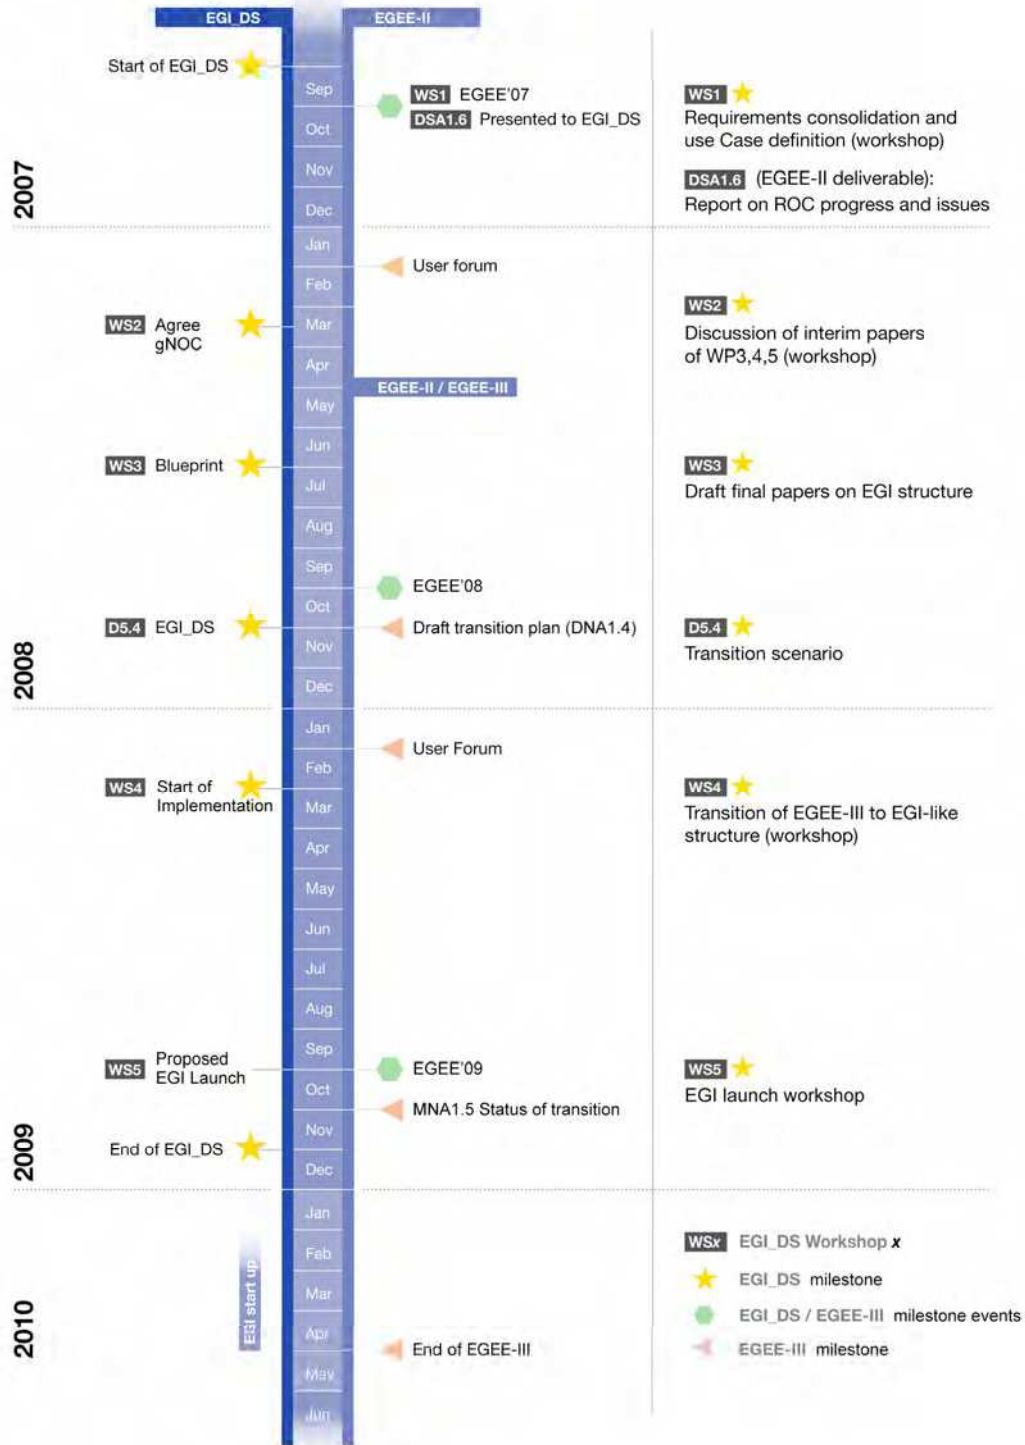 EGI_DS
EGEE-II
Start of EGI_DS
Sep
WS1 EGEE'07
DSA1.6 Presented to EGI_DS
Oct
Nov
Dec
2007
WS1
Requirements consolidation and
use Case definition (workshop)
DSA1.6 (EGEE-II deliverable):
Report on ROC progress and issues
Jan
User forum
Feb
WS2 Agree
gNOC
Mar
Apr
EGEE-II / EGEE-III
May
Jun
WS3 Blueprint
Jul
Aug
Sep
EGEE'08
Oct
D5.4 EGI_DS
Draft transition plan (DNA1.4)
Nov
Dec
2008
WS2
Discussion of interim papers
of WP3,4,5 (workshop)
WS3
Draft final papers on EGI structure
D5.4
Transition scenario
Jan
User Forum
Feb
WS4 Start of
Implementation
Mar
Apr
May
Jun
Jul
Aug
Sep
WS5 Proposed
EGI Launch
EGEE'09
Oct
MNA1.5 Status of transition
Nov
End of EGI_DS
Dec
2009
WS4
Transition of EGEE-III to EGI-like
structure (workshop)
WS5
EGI launch workshop
Jan
Feb
Mar
Apr
End of EGEE-III
May
Jun
EGI start up
2010
WSx EGI_DS Workshop x
EGI_DS milestone
EGI_DS / EGEE-III milestone events
EGEE-III milestone